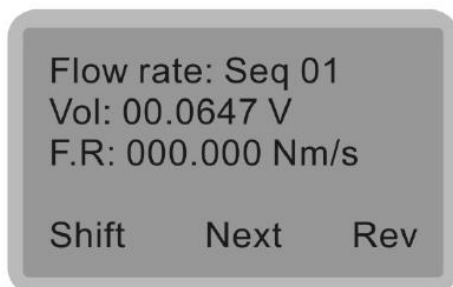 Flow rate: Seq 01
Vol: 00.0647 V
F.R: 000.000 Nm/s
Shift Next Rev